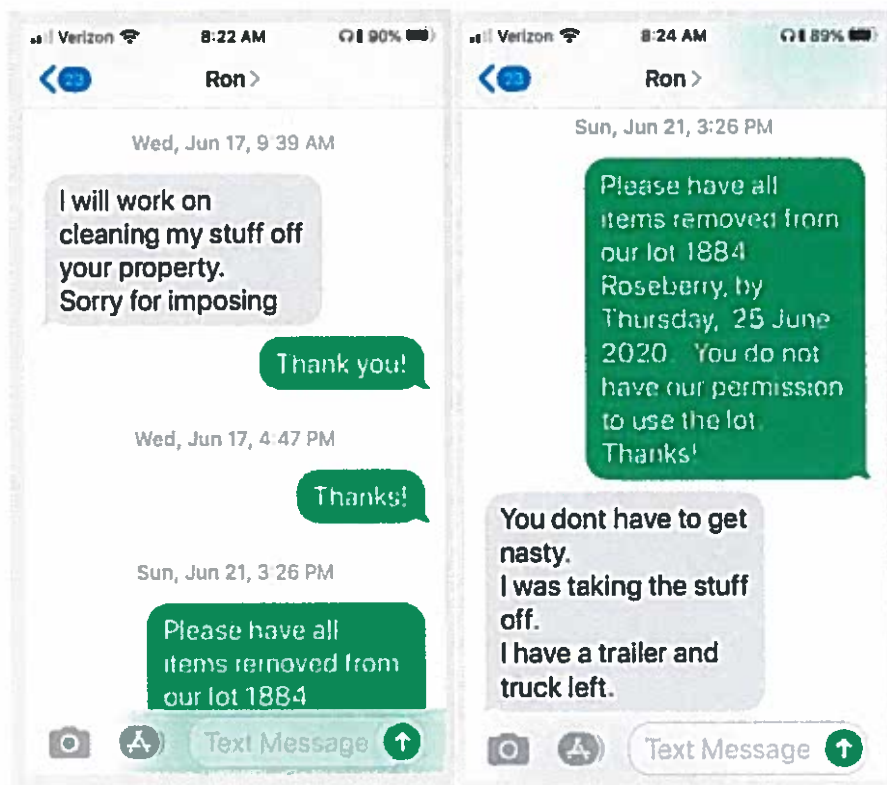 Verizon 8:22 AM 90%
23 Ron >
Wed, Jun 17, 9:39 AM
I will work on
cleaning my stuff off
your property.
Sorry for imposing
Thank you!
Wed, Jun 17, 4:47 PM
Thanks!
Sun, Jun 21, 3:26 PM
Please have all
items removed from
our lot 1884
Text Message
Verizon 8:24 AM 89%
23 Ron >
Sun, Jun 21, 3:26 PM
Please have all
items removed from
our lot 1884
Roseberry, by
Thursday, 25 June
2020. You do not
have our permission
to use the lot.
Thanks!
You dont have to get
nasty.
I was taking the stuff
off.
I have a trailer and
truck left.
Text Message